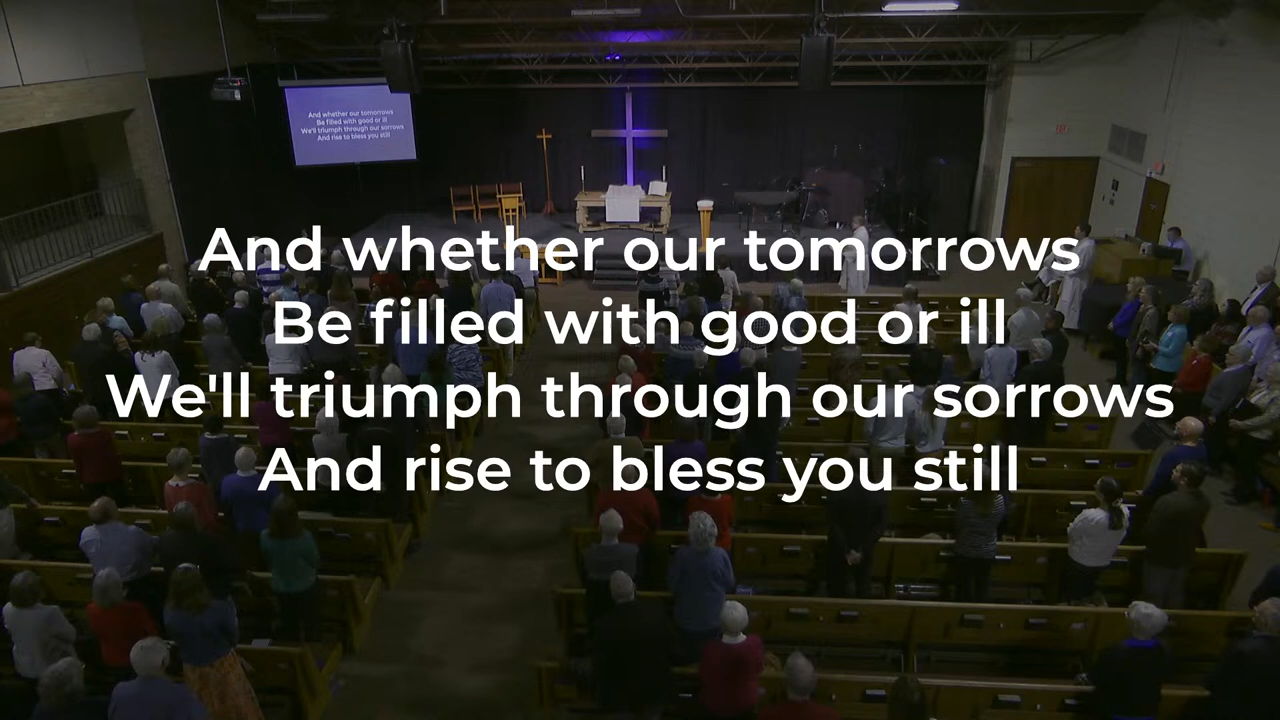 And whether our tomorrows
Be filled with good or ill
We'll triumph through our sorrows
And rise to bless you still
And whether our tomorrows
Be filled with good or ill
We'll triumph through our sorrows
And rise to bless you still